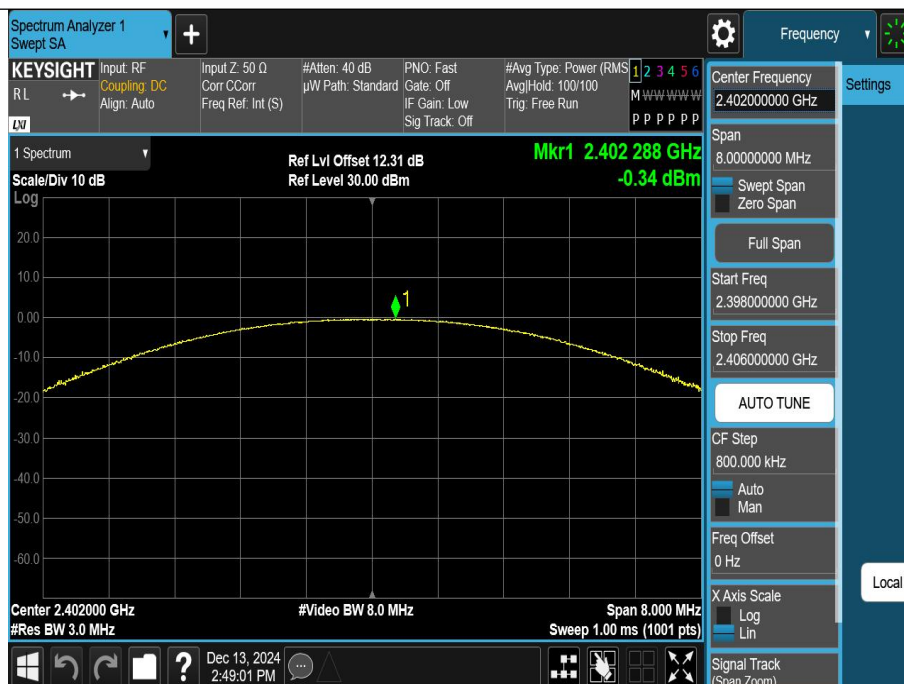 Spectrum Analyzer 1
Swept SA
Frequency
KEYSIGHT
R L
LXI
Input: RF
Coupling: DC
Align: Auto
Input Z: 50 Ω
Corr CCorr
Freq Ref: Int (S)
#Atten: 40 dB
µW Path: Standard
PNO: Fast
Gate: Off
IF Gain: Low
Sig Track: Off
#Avg Type: Power (RMS
Avg|Hold: 100/100
Trig: Free Run
1 2 3 4 5 6
M W W W W W
P P P P P P
1 Spectrum
Scale/Div 10 dB
Log
Ref Lvl Offset 12.31 dB
Ref Level 30.00 dBm
Mkr1 2.402 288 GHz
-0.34 dBm
20.0
10.0
0.00
-10.0
-20.0
-30.0
-40.0
-50.0
-60.0
1
Center 2.402000 GHz
#Res BW 3.0 MHz
#Video BW 8.0 MHz
Span 8.000 MHz
Sweep 1.00 ms (1001 pts)
?
Dec 13, 2024
2:49:01 PM
Center Frequency
2.402000000 GHz
Span
8.00000000 MHz
Swept Span
Zero Span
Full Span
Start Freq
2.398000000 GHz
Stop Freq
2.406000000 GHz
AUTO TUNE
CF Step
800.000 kHz
Auto
Man
Freq Offset
0 Hz
X Axis Scale
Log
Lin
Signal Track
(Span Zoom)
Settings
Local